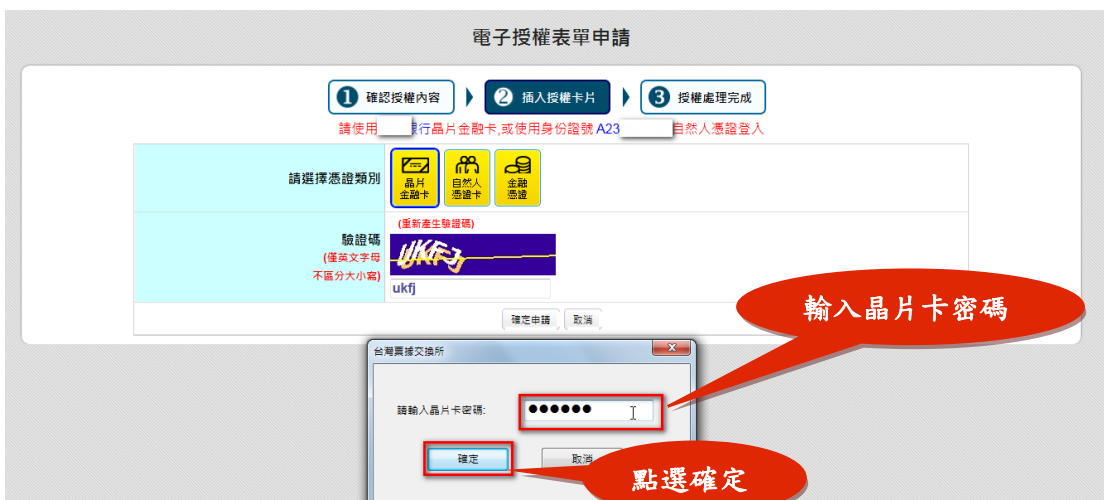 電子授權表單申請
1 確認授權內容 2 插入授權卡片 3 授權處理完成
請使用 銀行晶片金融卡,或使用身份證號 A23 自然人憑證登入
請選擇憑證類別
晶片
金融卡
自然人
憑證卡
金融
憑證
驗證碼
(僅英文字母
不區分大小寫)
(重新產生驗證碼)
UKFJ
ukfj
確定申請 取消
輸入晶片卡密碼
台灣票據交換所
x
請輸入晶片卡密碼:
●●●●●●
確定 取消
點選確定